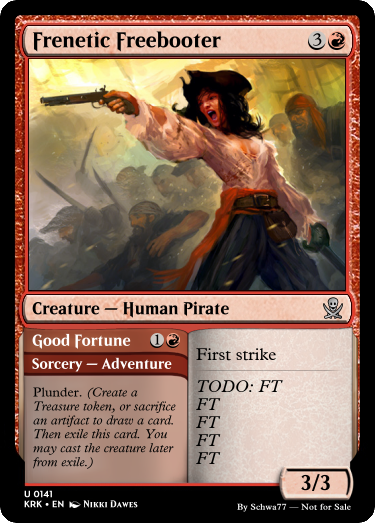 Frenetic Freebooter 3
Creature — Human Pirate
Good Fortune 1
Sorcery — Adventure
Plunder. (Create a
Treasure token, or sacrifice
an artifact to draw a card.
Then exile this card. You
may cast the creature later
from exile.)
First strike
TODO: FT
FT
FT
FT
FT
3/3
U 0141
KRK • EN Nikki Dawes
By Schwa77 — Not for Sale